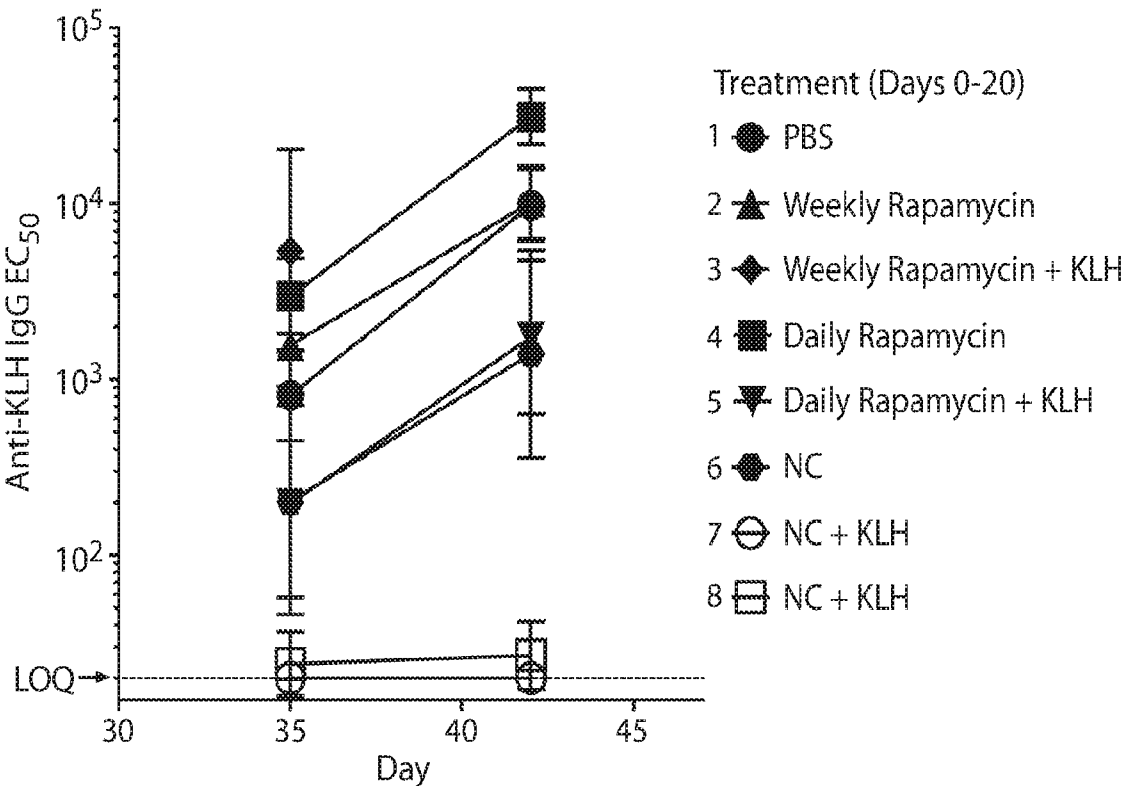 Anti-KLH IgG EC50
10^5
10^4
10^3
10^2
LOQ
30
35
40
45
Day
Treatment (Days 0-20)
1 PBS
2 Weekly Rapamycin
3 Weekly Rapamycin + KLH
4 Daily Rapamycin
5 Daily Rapamycin + KLH
6 NC
7 NC + KLH
8 NC + KLH